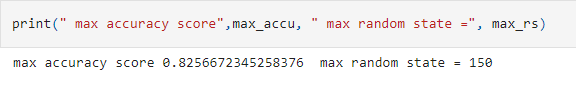 print(" max accuracy score",max_accu, " max random state =", max_rs)
max accuracy score 0.8256672345258376  max random state = 150